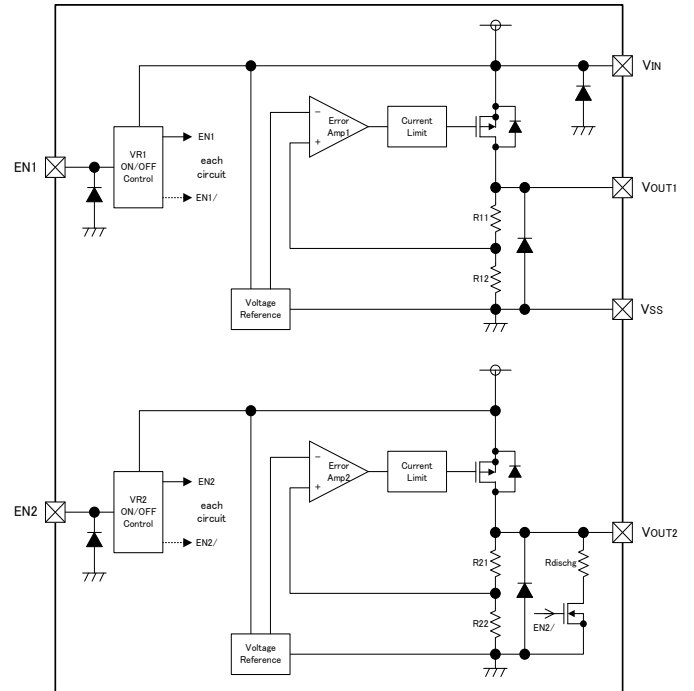 VIN
Error
Amp1
−
+
Current
Limit
EN1
VR1
ON/OFF
Control
EN1
each
circuit
EN1/
VOUT1
R11
R12
Voltage
Reference
VSS
Error
Amp2
−
+
Current
Limit
EN2
VR2
ON/OFF
Control
EN2
each
circuit
EN2/
VOUT2
R21
Rdischg
R22
EN2/
Voltage
Reference